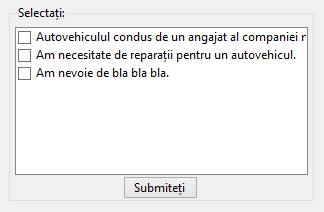 Selectați:
Autovehiculul condus de un angajat al companiei
Am necesitate de reparații pentru un autovehicul.
Am nevoie de bla bla bla.
Submiteți